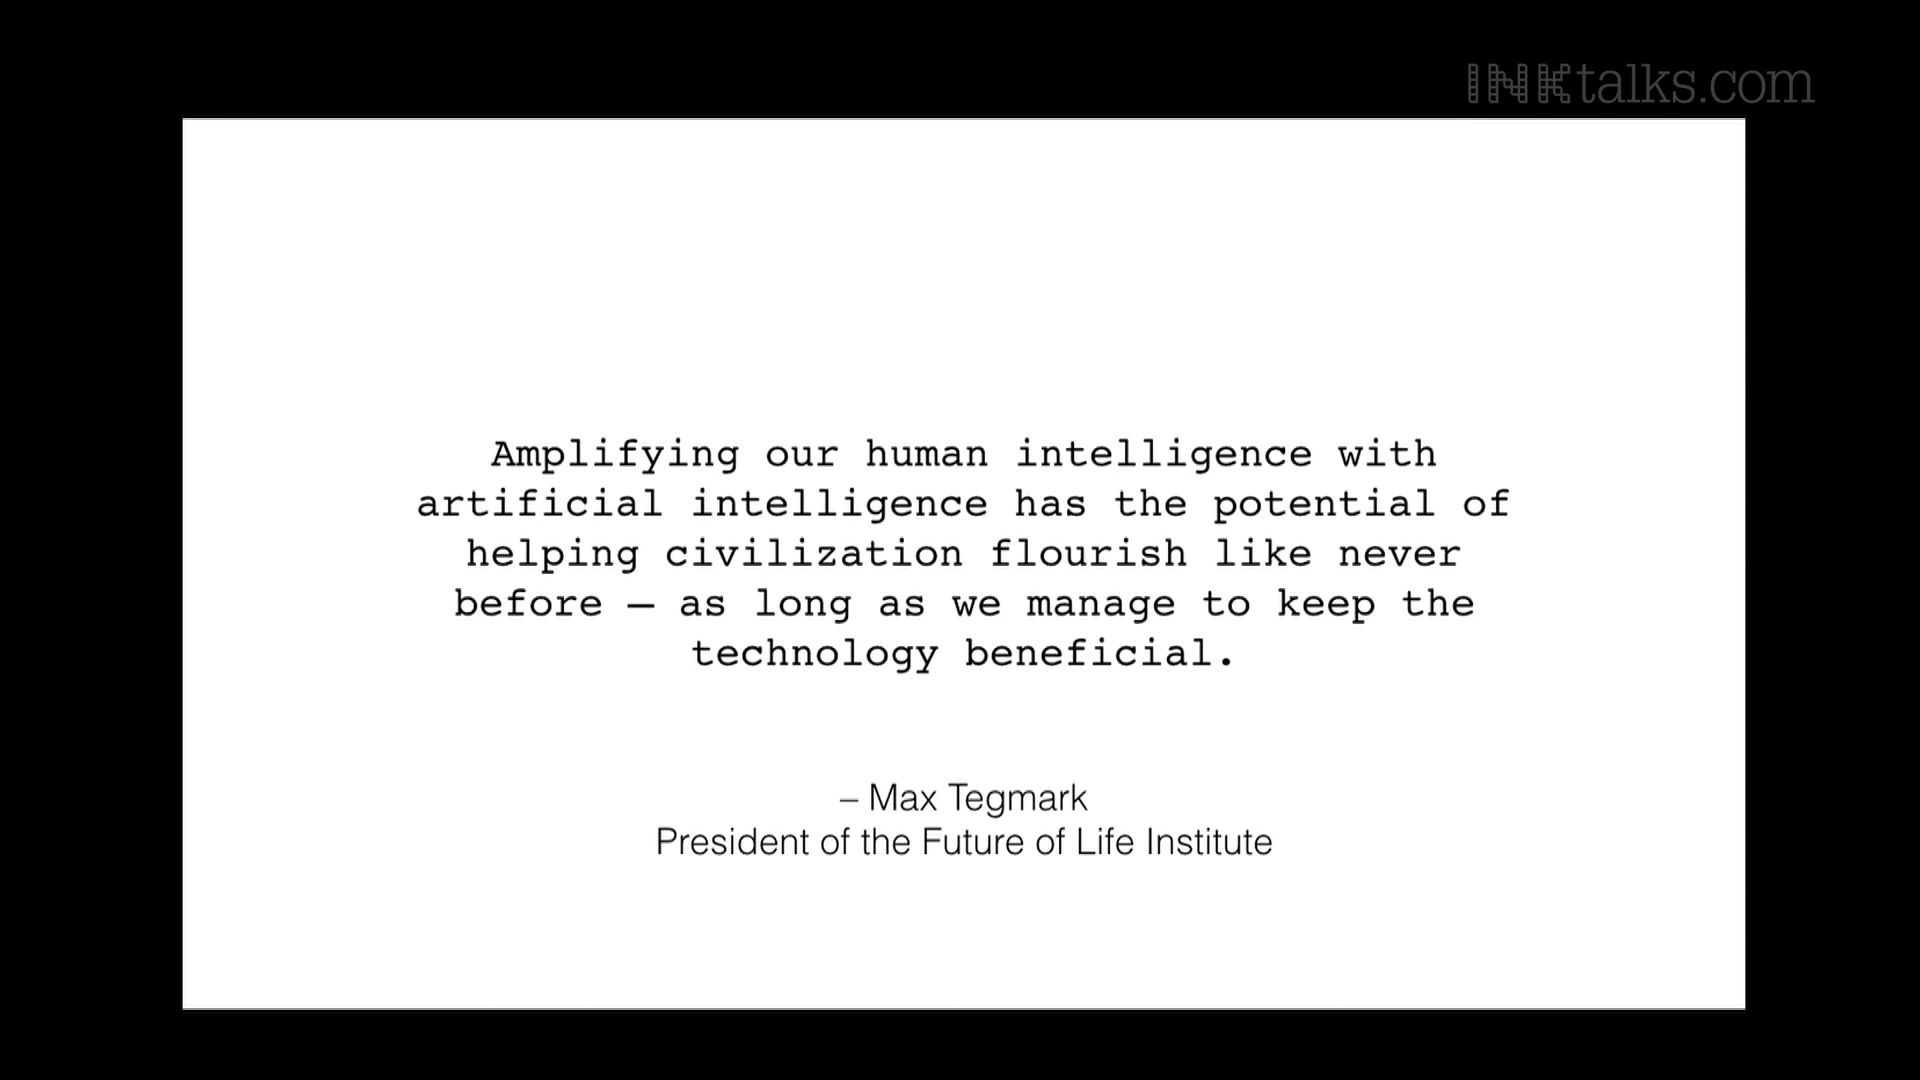 INKtalks.com
Amplifying our human intelligence with
artificial intelligence has the potential of
helping civilization flourish like never
before – as long as we manage to keep the
technology beneficial.
– Max Tegmark
President of the Future of Life Institute